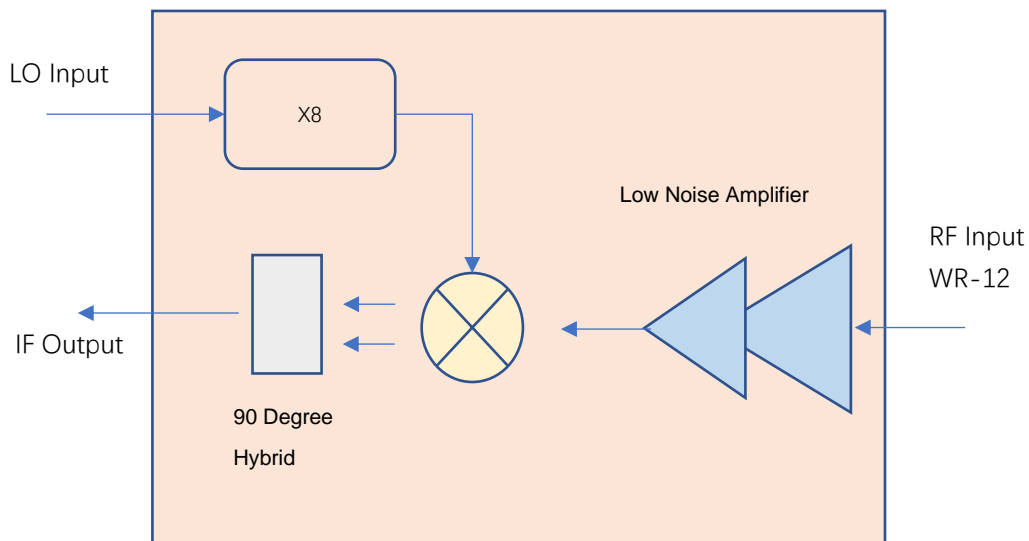 LO Input
X8
Low Noise Amplifier
RF Input
WR-12
IF Output
90 Degree
Hybrid